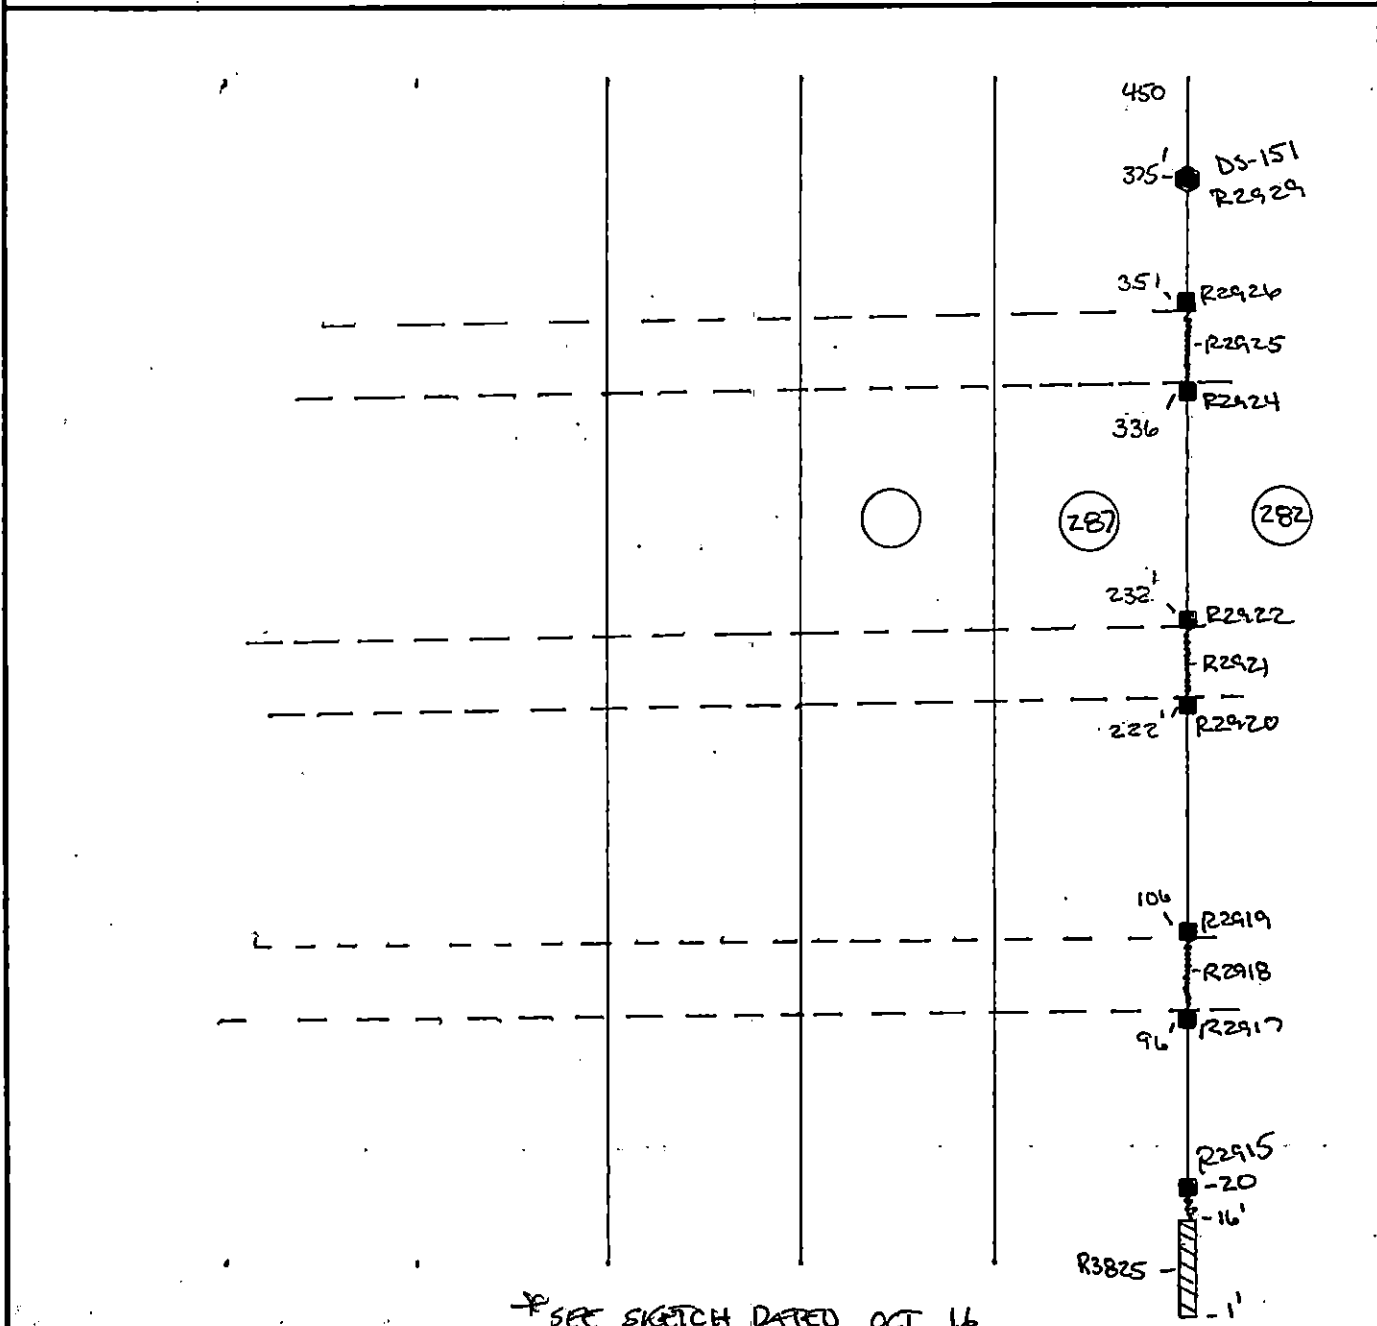 450
375'- DS-151
R2929
351' R2926
-R2925
R2924
336
287 282
232' R2922
-R2921
222' R2920
106 R2919
-R2918
96' R2917
R2915
-20
-16'
R3825 -
-1'
*SEE SKETCH DATED OCT 16